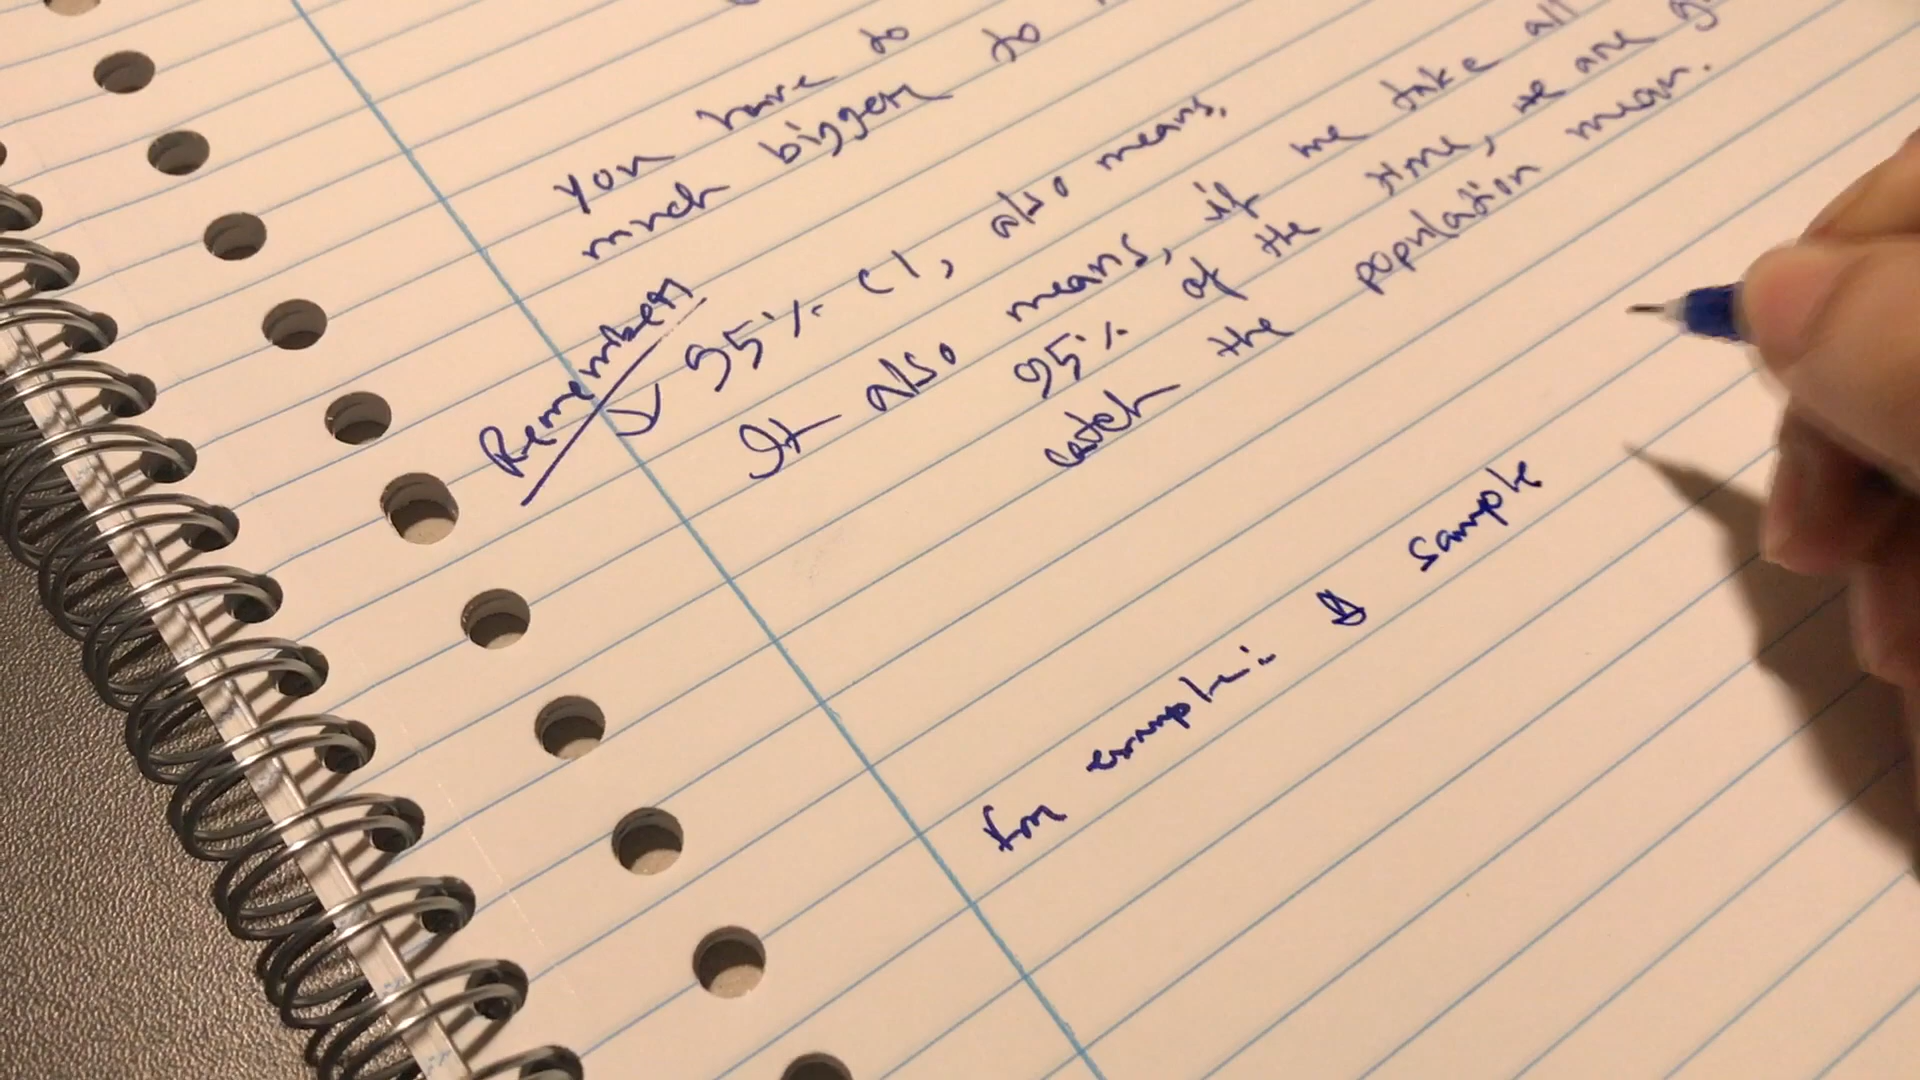 you have to
much bigger to
Remember
95% CI, also means,
It also means, if we take all
95% of the time, we are
catch the population mean.
For example:- sample